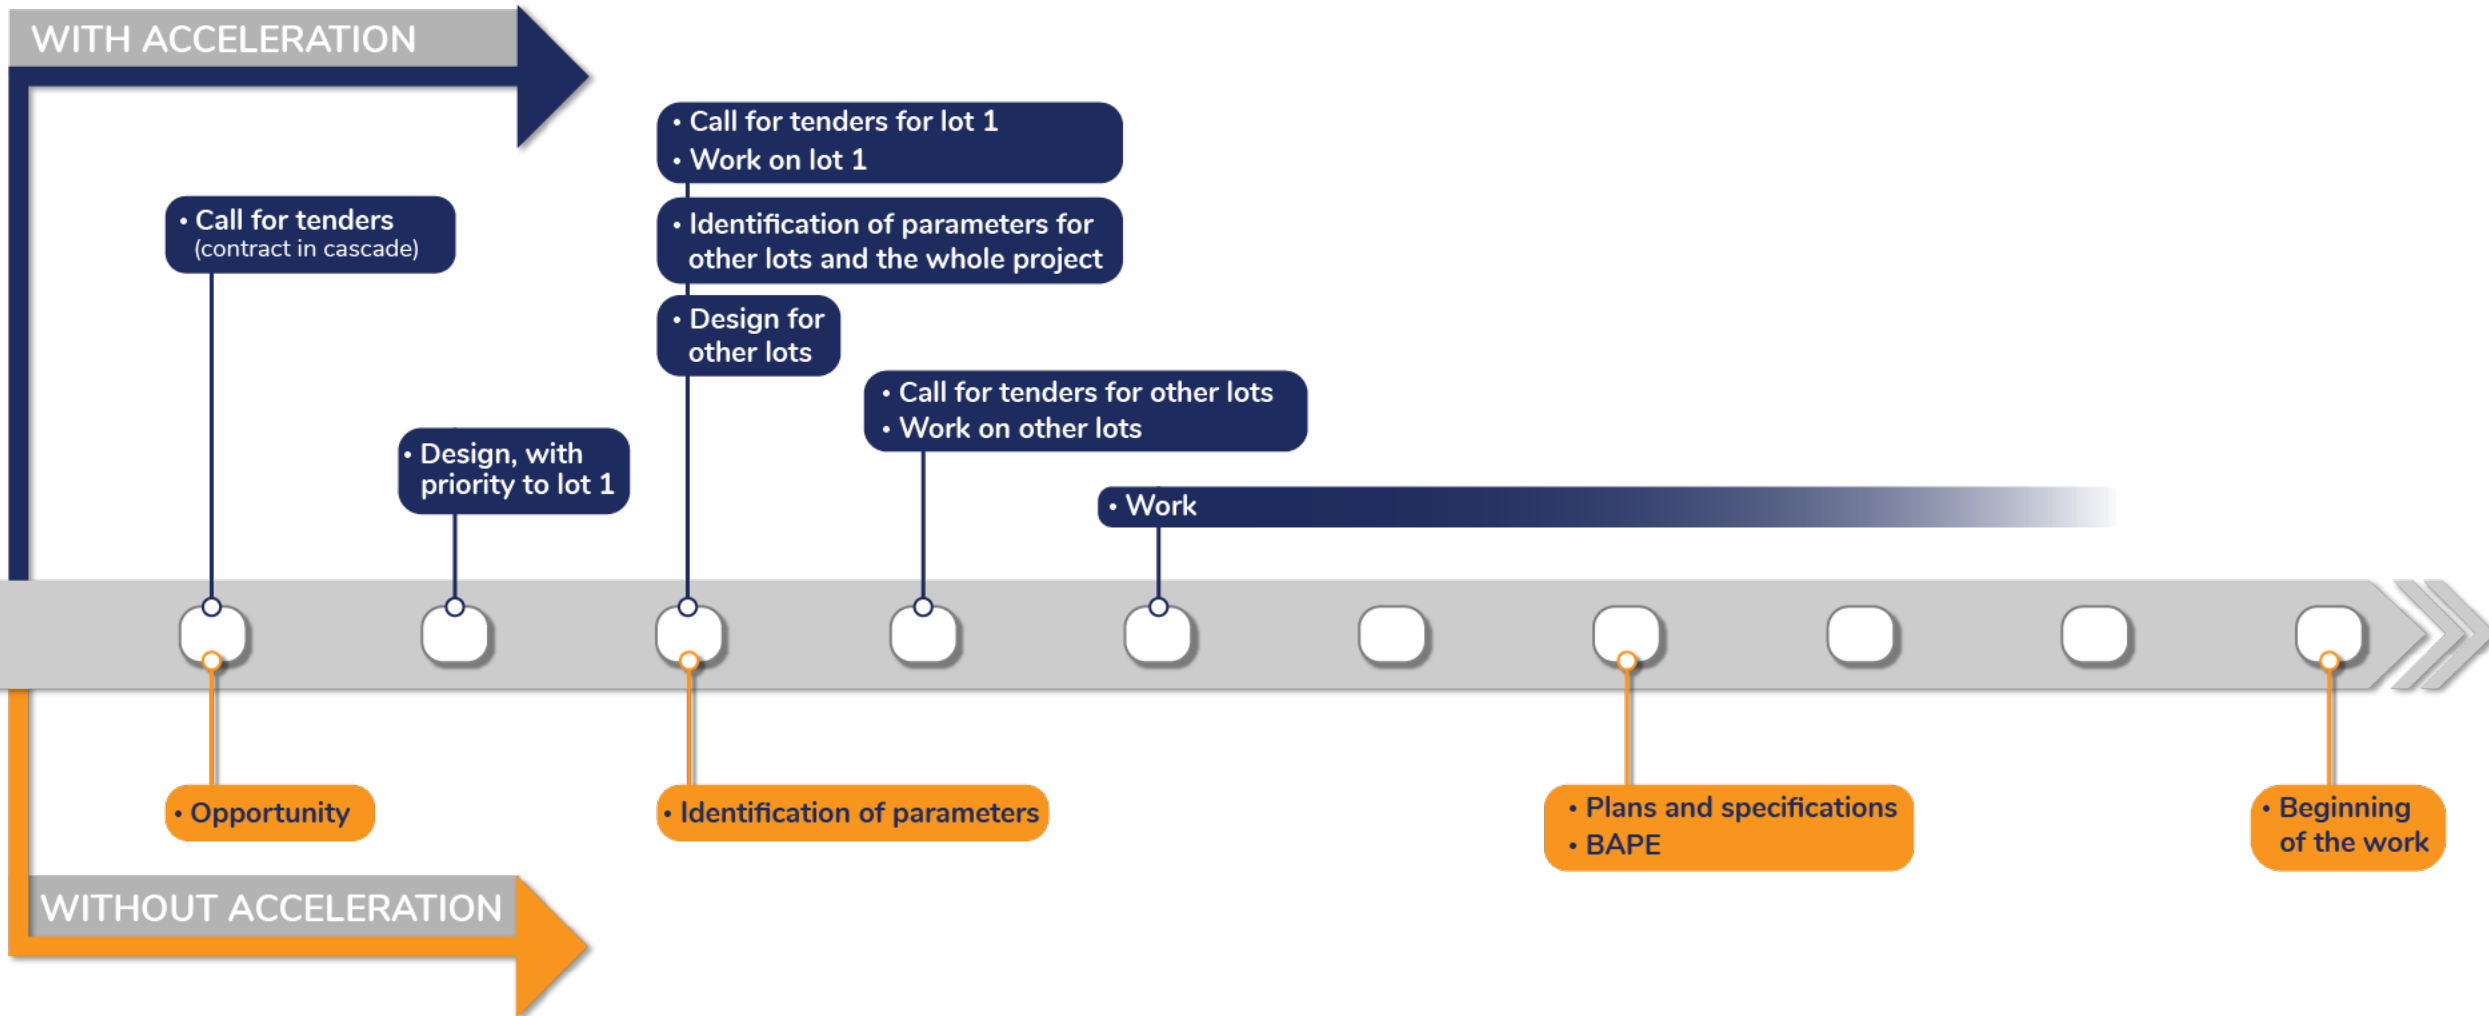 WITH ACCELERATION
• Call for tenders for lot 1
• Work on lot 1
• Call for tenders
(contract in cascade)
• Identification of parameters for
other lots and the whole project
• Design for
other lots
• Call for tenders for other lots
• Work on other lots
• Design, with
priority to lot 1
• Work
• Opportunity
• Identification of parameters
• Plans and specifications
• BAPE
• Beginning
of the work
WITHOUT ACCELERATION